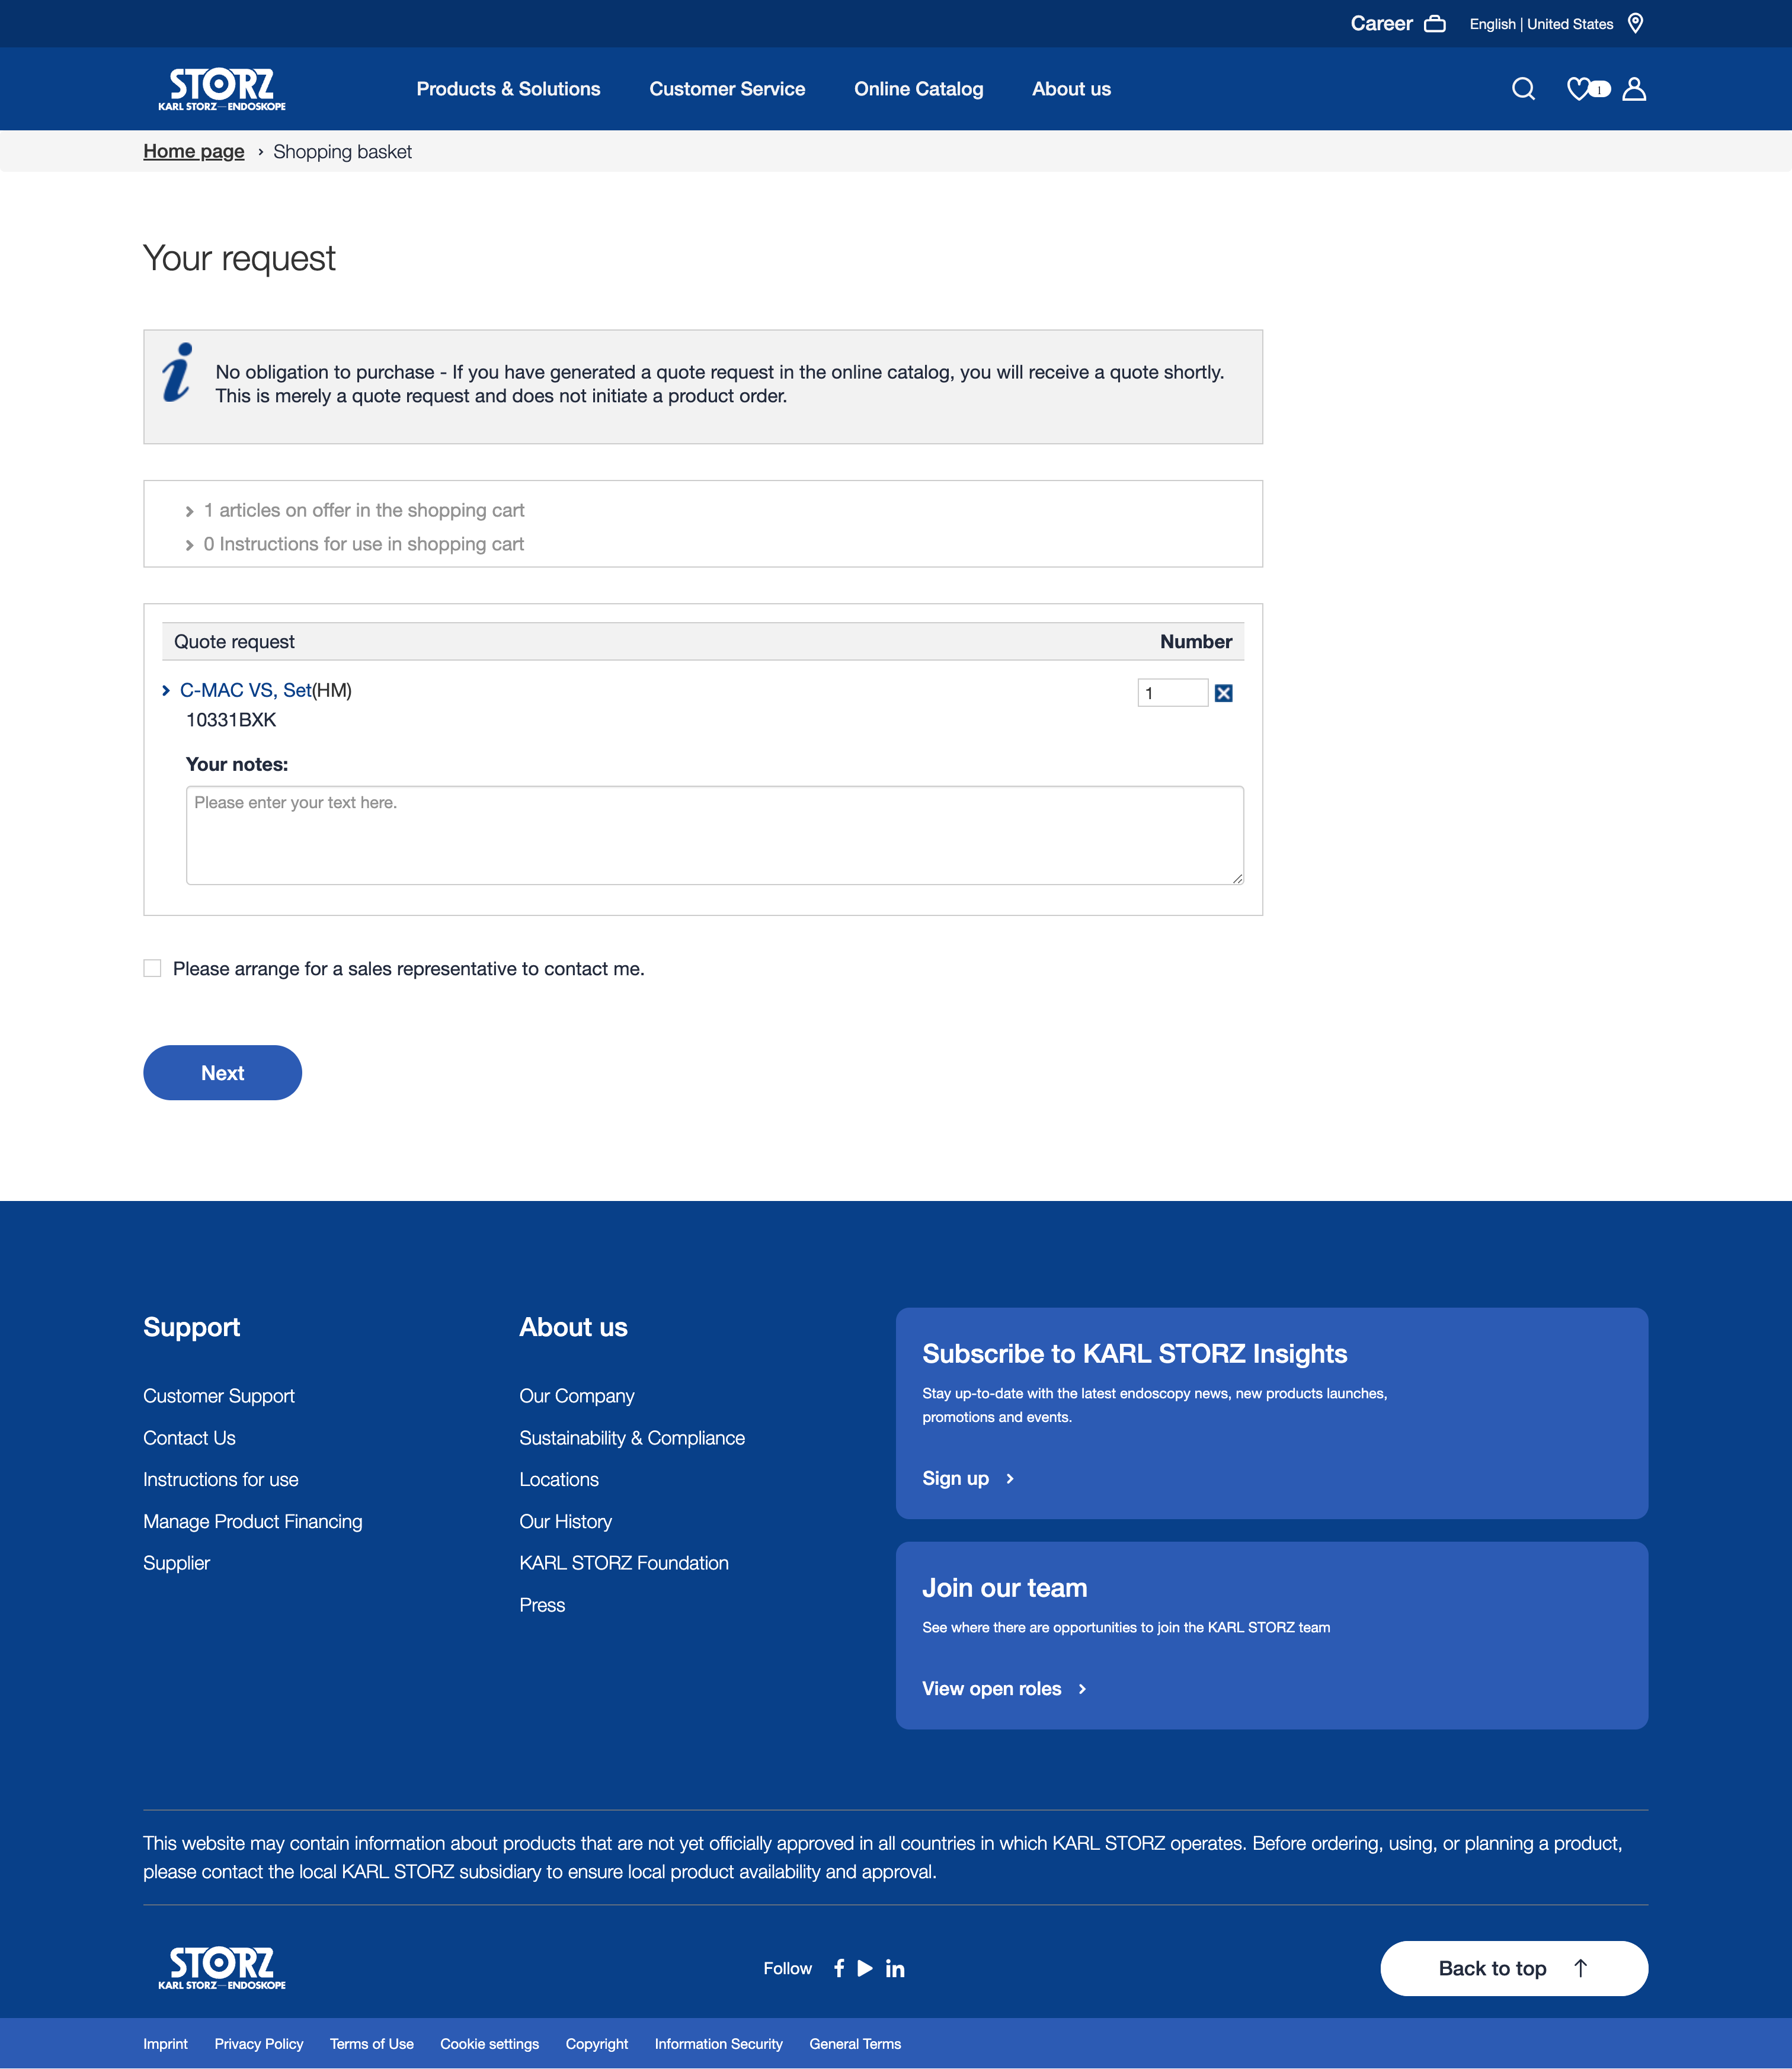 Career
English | United States
STORZ
KARL STORZ—ENDOSKOPE
Products & Solutions
Customer Service
Online Catalog
About us
1
Home page › Shopping basket
Your request
No obligation to purchase - If you have generated a quote request in the online catalog, you will receive a quote shortly.
This is merely a quote request and does not initiate a product order.
1 articles on offer in the shopping cart
0 Instructions for use in shopping cart
Quote request
Number
C-MAC VS, Set(HM)
1
10331BXK
Your notes:
Please enter your text here.
Please arrange for a sales representative to contact me.
Next
Support
Customer Support
Contact Us
Instructions for use
Manage Product Financing
Supplier
About us
Our Company
Sustainability & Compliance
Locations
Our History
KARL STORZ Foundation
Press
Subscribe to KARL STORZ Insights
Stay up-to-date with the latest endoscopy news, new products launches,
promotions and events.
Sign up
Join our team
See where there are opportunities to join the KARL STORZ team
View open roles
This website may contain information about products that are not yet officially approved in all countries in which KARL STORZ operates. Before ordering, using, or planning a product,
please contact the local KARL STORZ subsidiary to ensure local product availability and approval.
STORZ
KARL STORZ—ENDOSKOPE
Follow
Back to top
Imprint
Privacy Policy
Terms of Use
Cookie settings
Copyright
Information Security
General Terms